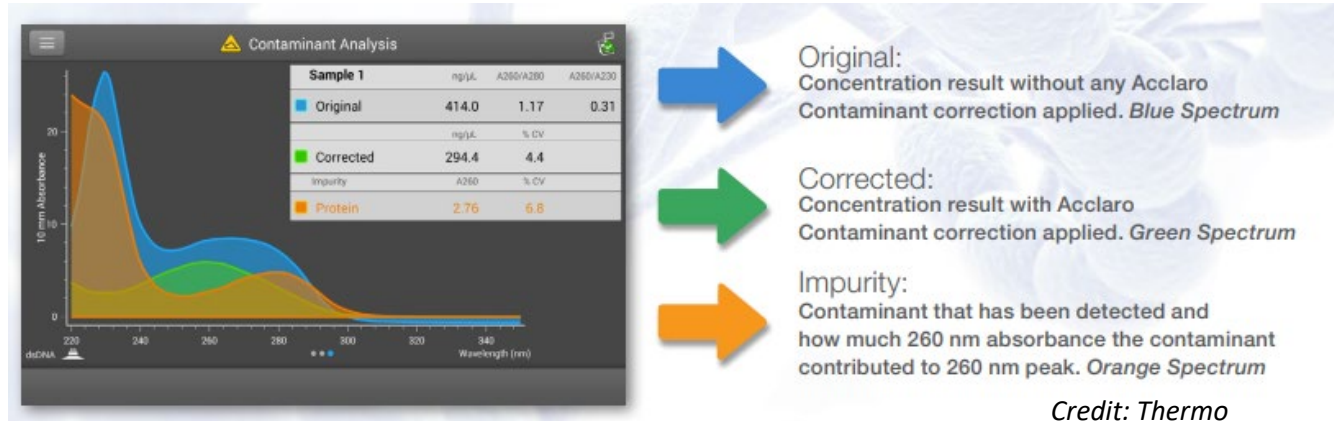 Contaminant Analysis
Sample 1 ng/µL A260/A280 A260/A230
Original 414.0 1.17 0.31
ng/µL % CV
Corrected 294.4 4.4
Impurity A260 % CV
Protein 2.76 6.8
20
10
0
10 mm Absorbance
220 240 260 280 300 320 340
dsDNA
Wavelength (nm)
Original:
Concentration result without any Acclaro
Contaminant correction applied. Blue Spectrum
Corrected:
Concentration result with Acclaro
Contaminant correction applied. Green Spectrum
Impurity:
Contaminant that has been detected and
how much 260 nm absorbance the contaminant
contributed to 260 nm peak. Orange Spectrum
Credit: Thermo